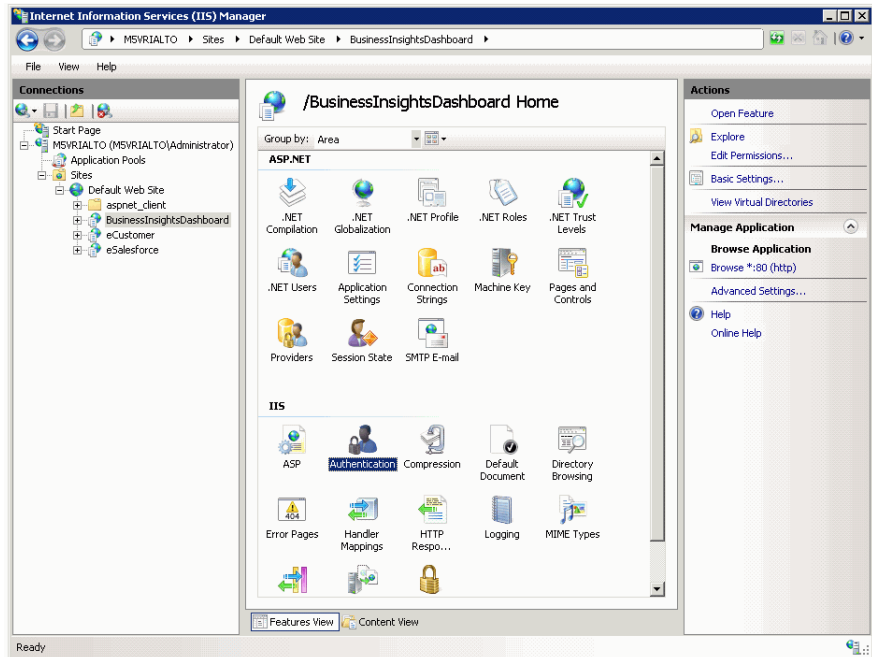 Internet Information Services (IIS) Manager
M5VRIALTO Sites Default Web Site BusinessInsightsDashboard
File View Help
Connections
Start Page
M5VRIALTO (M5VRIALTO\Administrator)
Application Pools
Sites
Default Web Site
aspnet_client
BusinessInsightsDashboard
eCustomer
eSalesforce
/BusinessInsightsDashboard Home
Group by: Area
ASP.NET
.NET Compilation
.NET Globalization
.NET Profile
.NET Roles
.NET Trust Levels
.NET Users
Application Settings
Connection Strings
ab
Machine Key
Pages and Controls
Providers
Session State
SMTP E-mail
IIS
ASP
Authentication
Compression
Default Document
Directory Browsing
404
Error Pages
Handler Mappings
HTTP Respo...
Logging
MIME Types
Features View
Content View
Actions
Open Feature
Explore
Edit Permissions...
Basic Settings...
View Virtual Directories
Manage Application
Browse Application
Browse *:80 (http)
Advanced Settings...
Help
Online Help
Ready